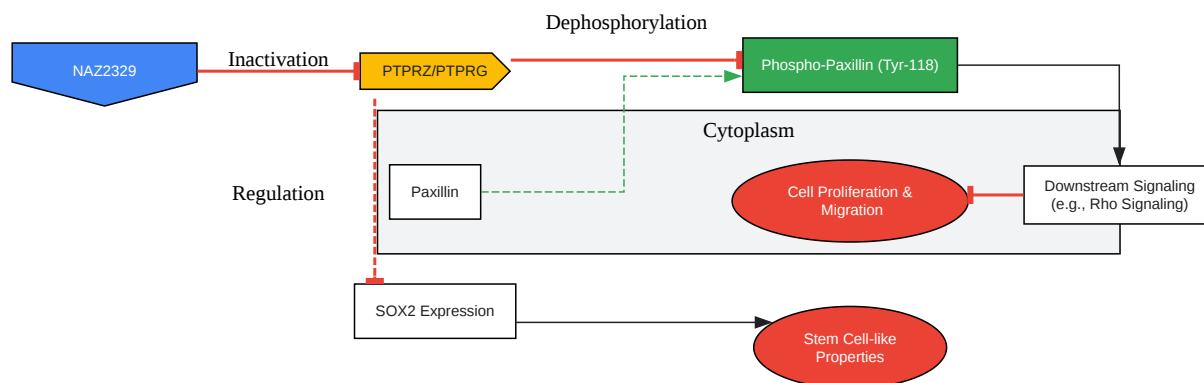 Dephosphorylation
NAZ2329
Inactivation
PTPRZ/PTPRG
Phospho-Paxillin (Tyr-118)
Cytoplasm
Regulation
Paxillin
Cell Proliferation &
Migration
Downstream Signaling
(e.g., Rho Signaling)
SOX2 Expression
Stem Cell-like
Properties